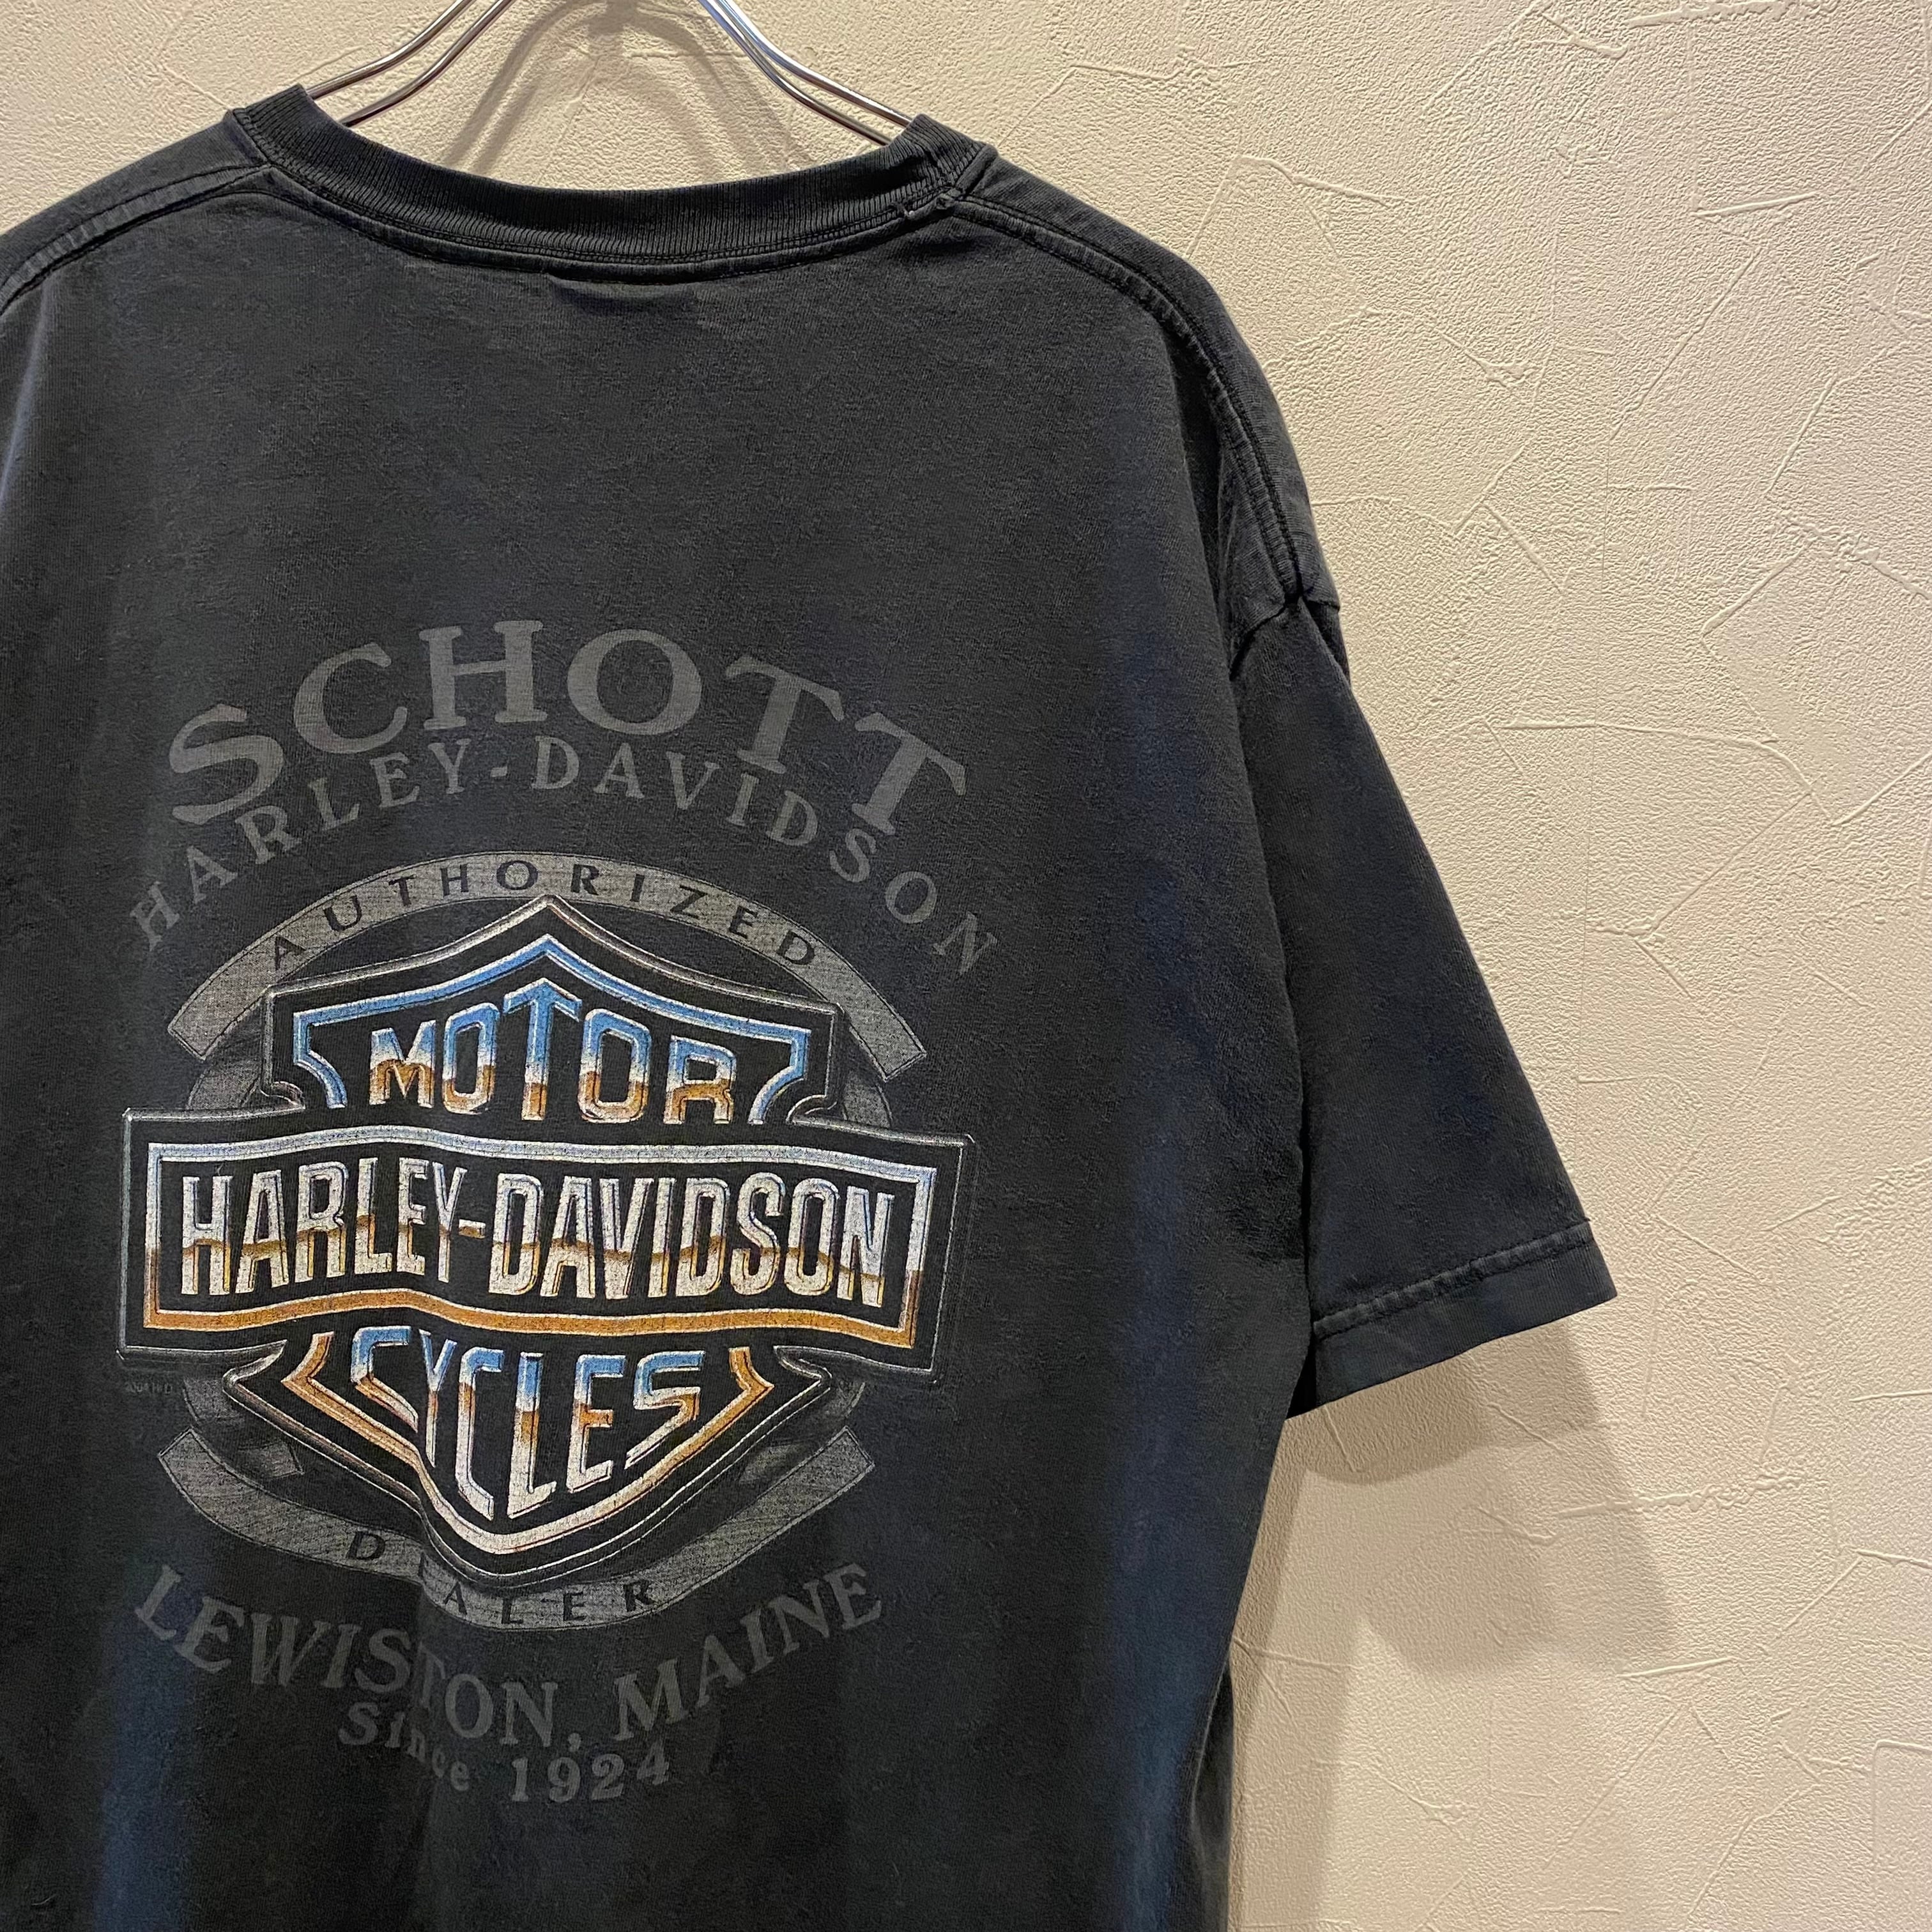 SCHOTT
HARLEY-DAVIDSON
AUTHORIZED
MOTOR
HARLEY-DAVIDSON
CYCLES
DEALER
LEWISTON, MAINE
Since 1924